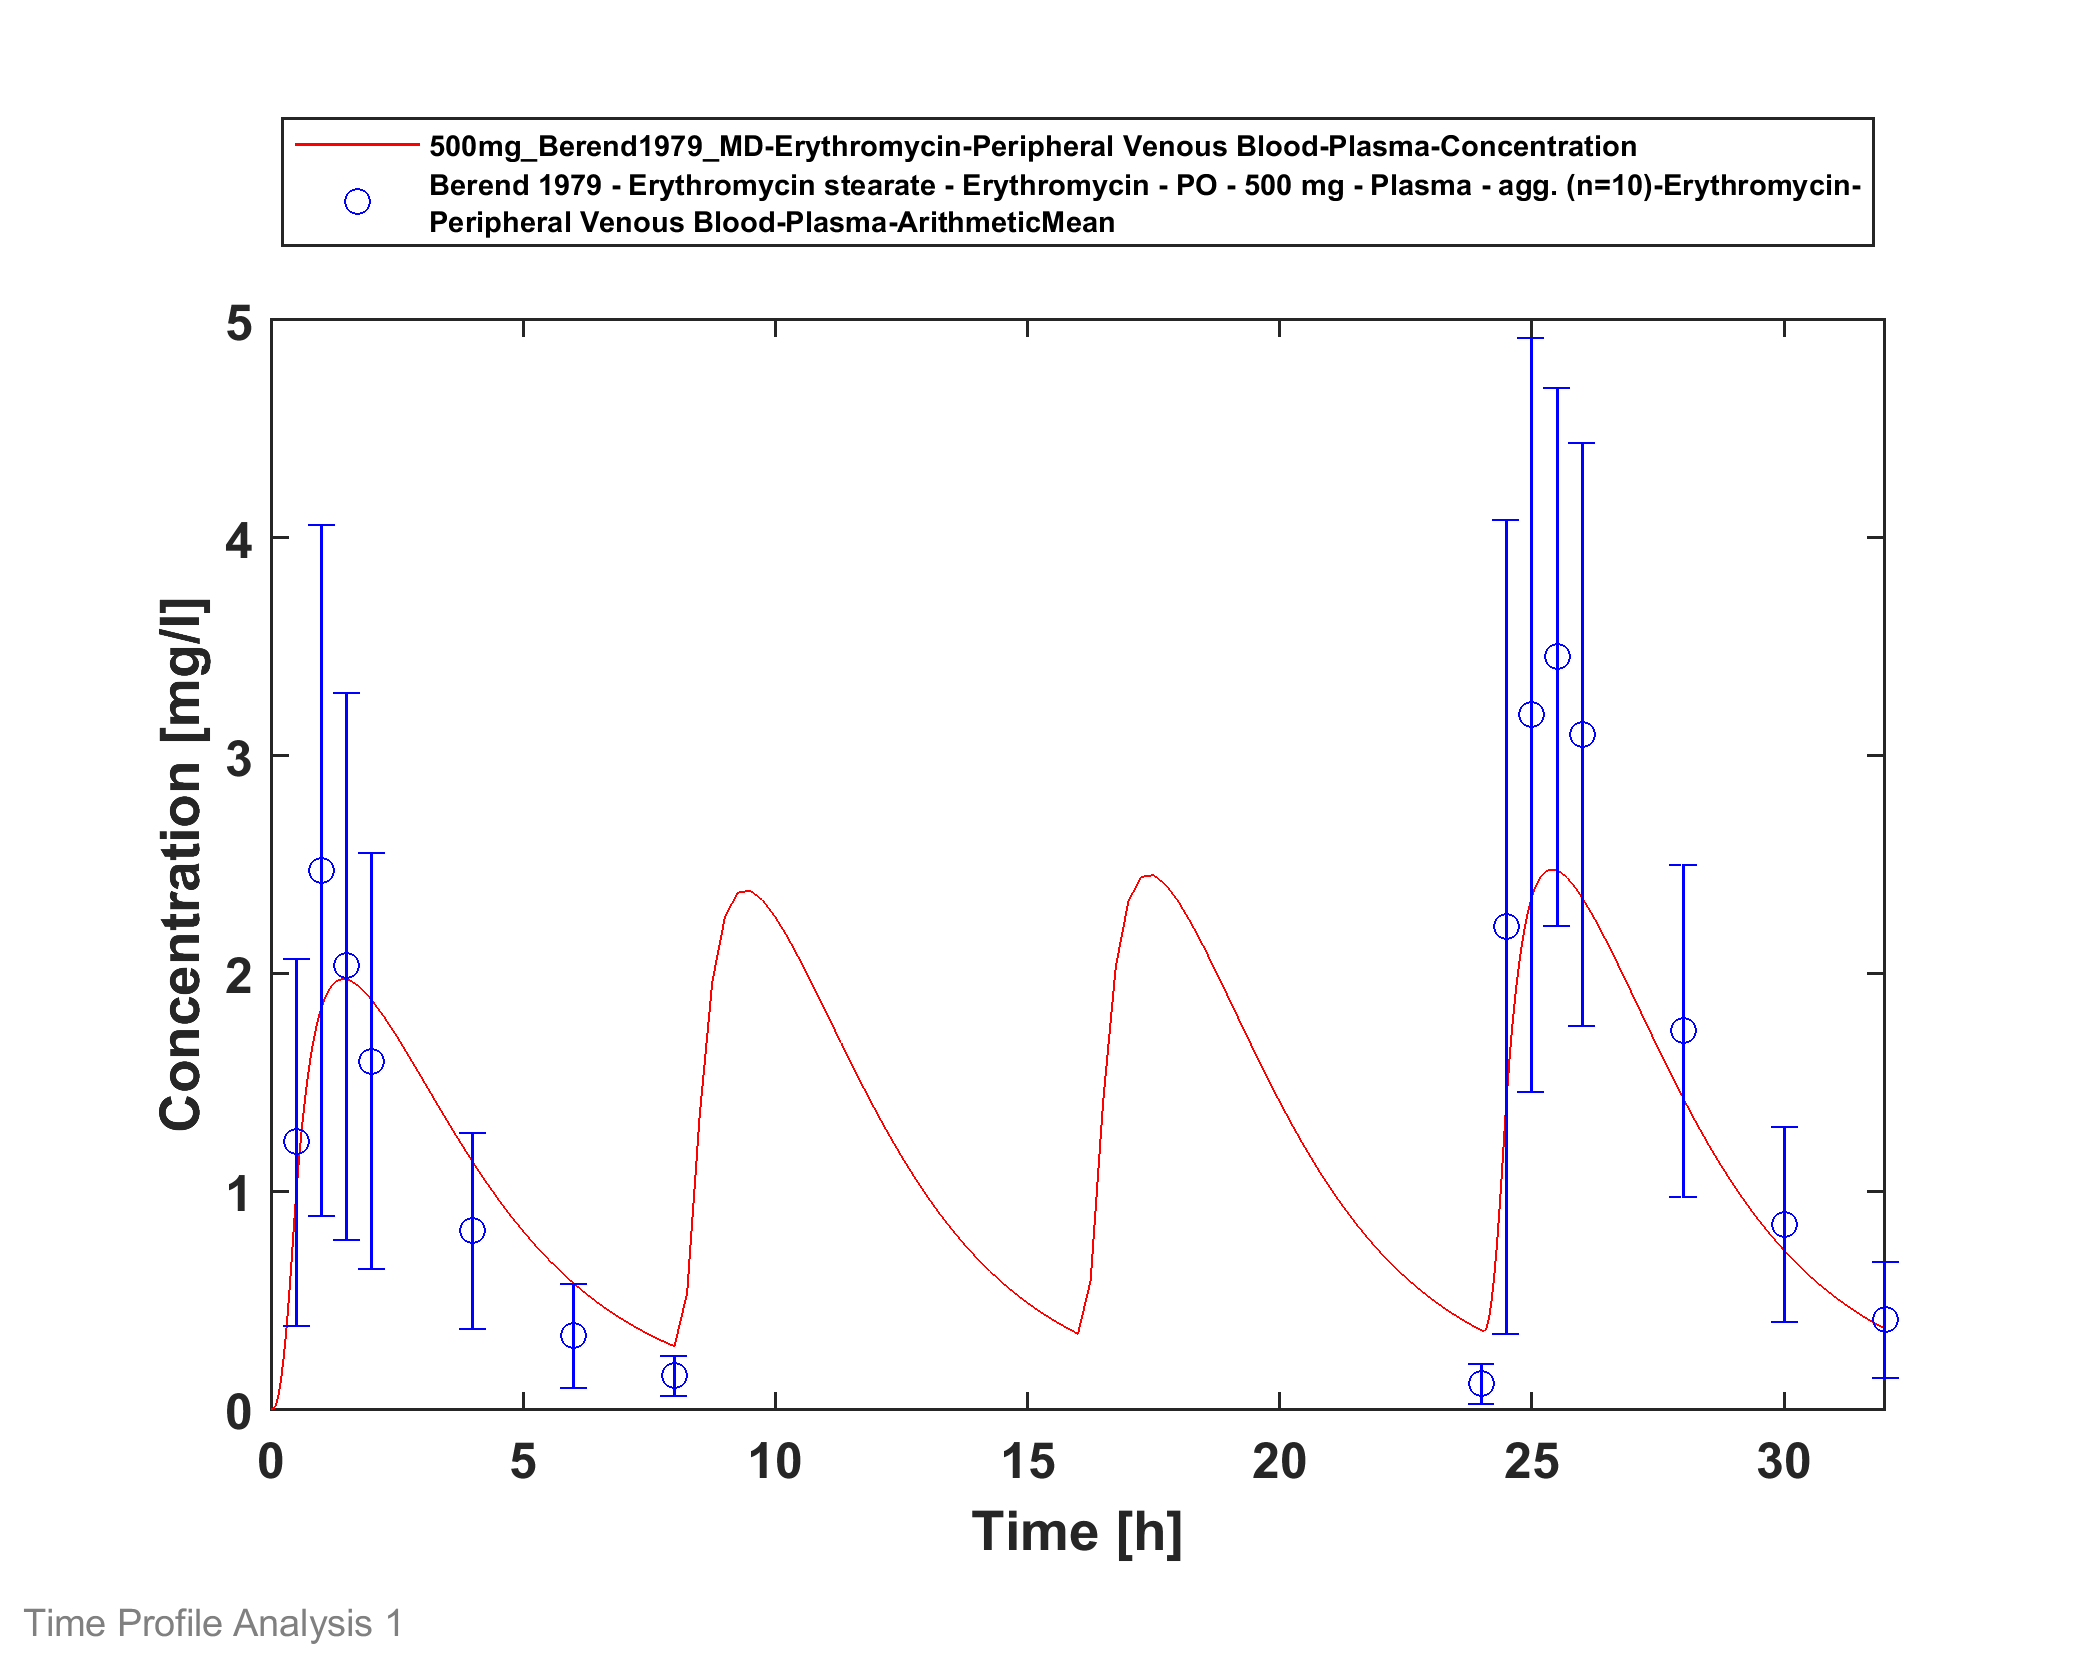 500mg_Berend1979_MD-Erythromycin-Peripheral Venous Blood-Plasma-Concentration
Berend 1979 - Erythromycin stearate - Erythromycin - PO - 500 mg - Plasma - agg. (n=10)-Erythromycin-
Peripheral Venous Blood-Plasma-ArithmeticMean
5
4
3
2
1
0
Concentration [mg/l]
0 5 10 15 20 25 30
Time [h]
Time Profile Analysis 1